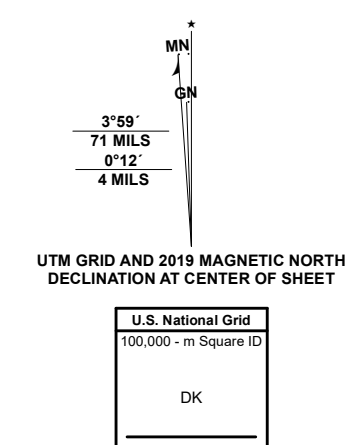 ★
MN
GN
3°59´
71 MILS
0°12´
4 MILS
UTM GRID AND 2019 MAGNETIC NORTH
DECLINATION AT CENTER OF SHEET
U.S. National Grid
100,000 - m Square ID
DK